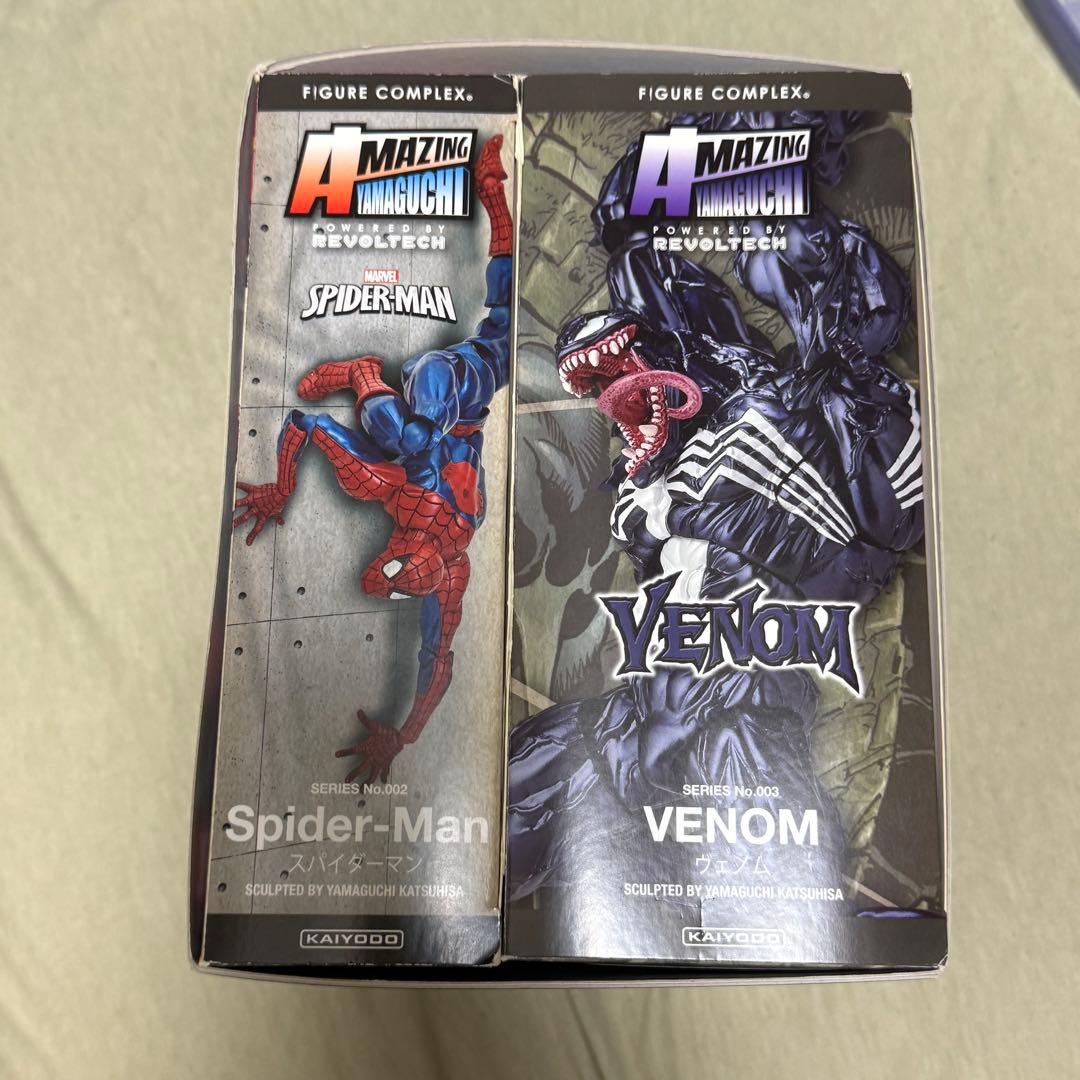 FIGURE COMPLEX®
AMAZING
YAMAGUCHI
POWERED BY
REVOLTECH
MARVEL
SPIDER-MAN
SERIES No.002
Spider-Man
スパイダーマン
SCULPTED BY YAMAGUCHI KATSUHISA
KAIYODO
FIGURE COMPLEX®
AMAZING
YAMAGUCHI
POWERED BY
REVOLTECH
VENOM
SERIES No.003
VENOM
ヴェノム
SCULPTED BY YAMAGUCHI KATSUHISA
KAIYODO